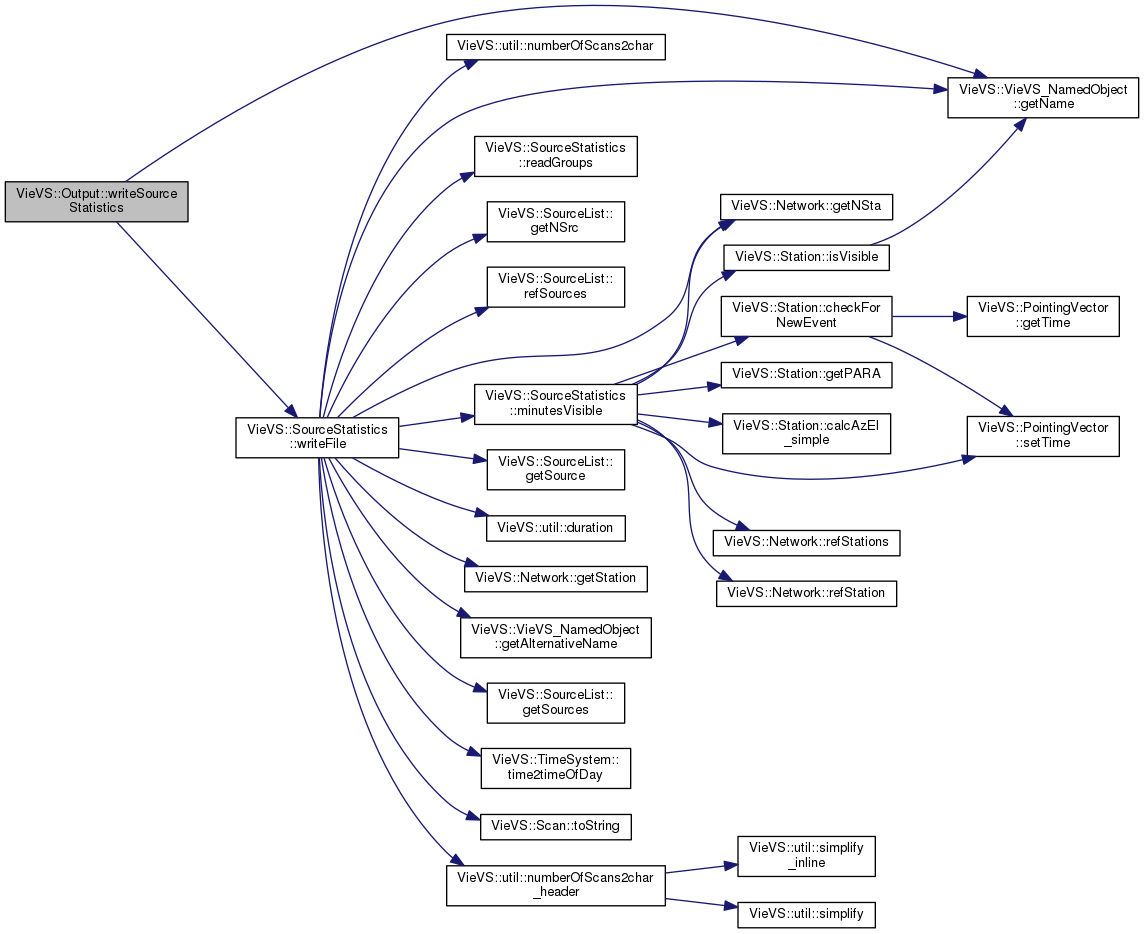 VieVS::Output::writeSource
Statistics
VieVS::SourceStatistics
::writeFile
VieVS::util::numberOfScans2char
VieVS::SourceStatistics
::readGroups
VieVS::SourceList::
getNSrc
VieVS::SourceList::
refSources
VieVS::SourceStatistics
::minutesVisible
VieVS::SourceList::
getSource
VieVS::util::duration
VieVS::Network::getStation
VieVS::VieVS_NamedObject
::getAlternativeName
VieVS::SourceList::
getSources
VieVS::TimeSystem::
time2timeOfDay
VieVS::Scan::toString
VieVS::util::numberOfScans2char
_header
VieVS::Network::getNSta
VieVS::Station::isVisible
VieVS::Station::checkFor
NewEvent
VieVS::Station::getPARA
VieVS::Station::calcAzEl
_simple
VieVS::Network::refStations
VieVS::Network::refStation
VieVS::util::simplify
_inline
VieVS::util::simplify
VieVS::VieVS_NamedObject
::getName
VieVS::PointingVector
::getTime
VieVS::PointingVector
::setTime